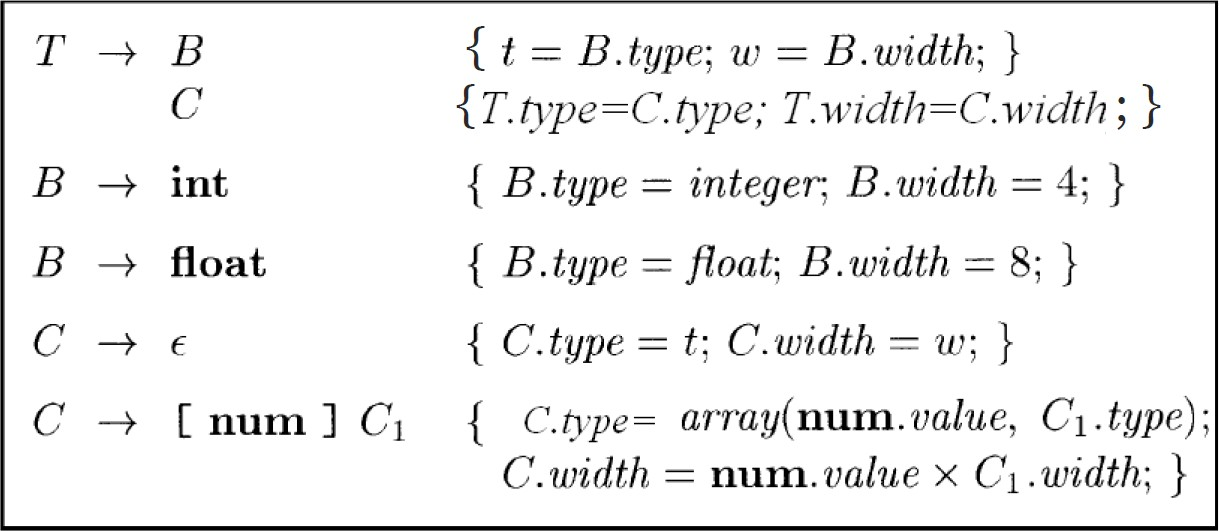 T → B { t = B.type; w = B.width; }
C {T.type=C.type; T.width=C.width; }
B → int { B.type = integer; B.width = 4; }
B → float { B.type = float; B.width = 8; }
C → ϵ { C.type = t; C.width = w; }
C → [ num ] C₁ { C.type= array(num.value, C₁.type);
C.width = num.value × C₁.width; }